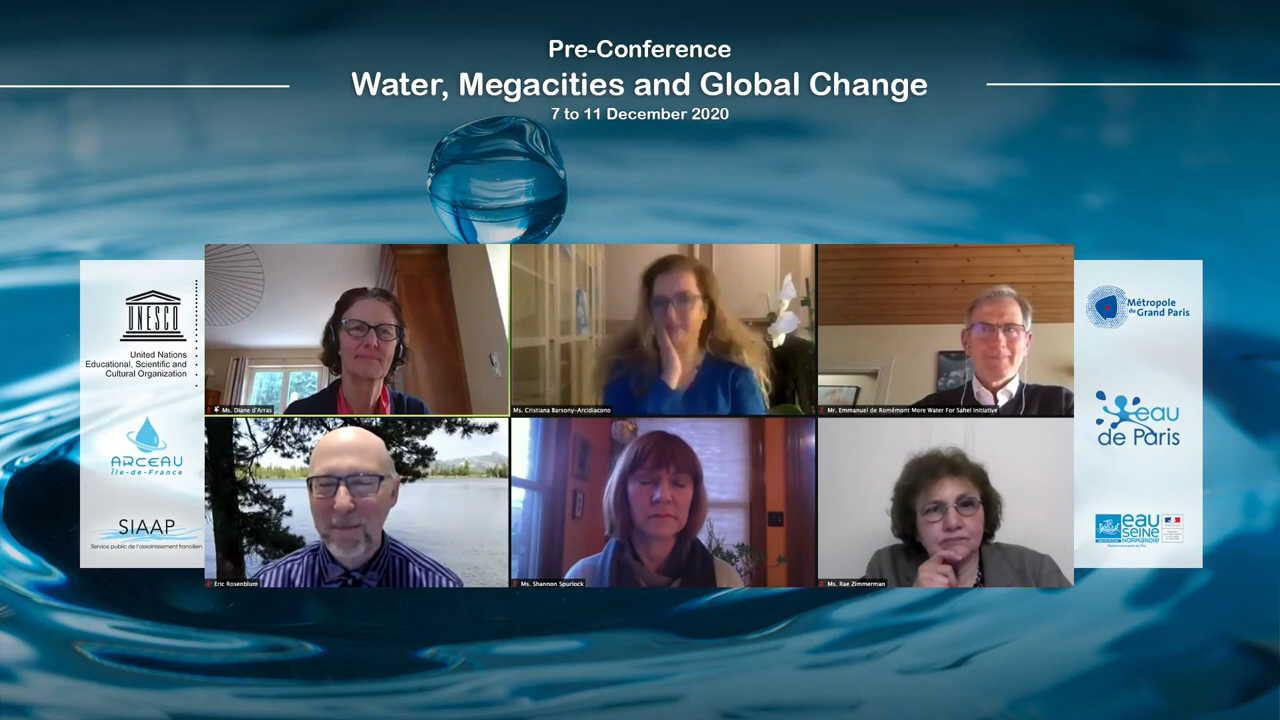 Pre-Conference
Water, Megacities and Global Change
7 to 11 December 2020
UNESCO
United Nations
Educational, Scientific and
Cultural Organization
ARCEAU
Île-de-France
SIAAP
Service public de l'assainissement francilien
Ms. Diane d'Arras
Ms. Cristiana Barsony-Arcidiacono
Mr. Emmanuel de Romémont More Water For Sahel Initiative
Eric Rosenblum
Ms. Shannon Spurlock
Ms. Rae Zimmerman
Métropole
du Grand Paris
eau
de Paris
eau
SEINE
NORMANDIE